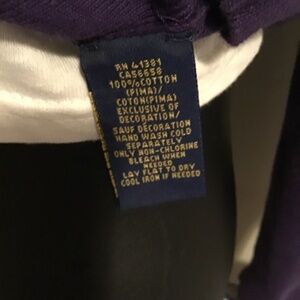 RN 41381
CA56658
100%COTTON
(PIMA)/
COTON(PIMA)
EXCLUSIVE OF
DECORATION/
SAUF DECORATION
HAND WASH COLD
SEPARATELY
ONLY NON-CHLORINE
BLEACH WHEN
NEEDED
LAY FLAT TO DRY
COOL IRON IF NEEDED